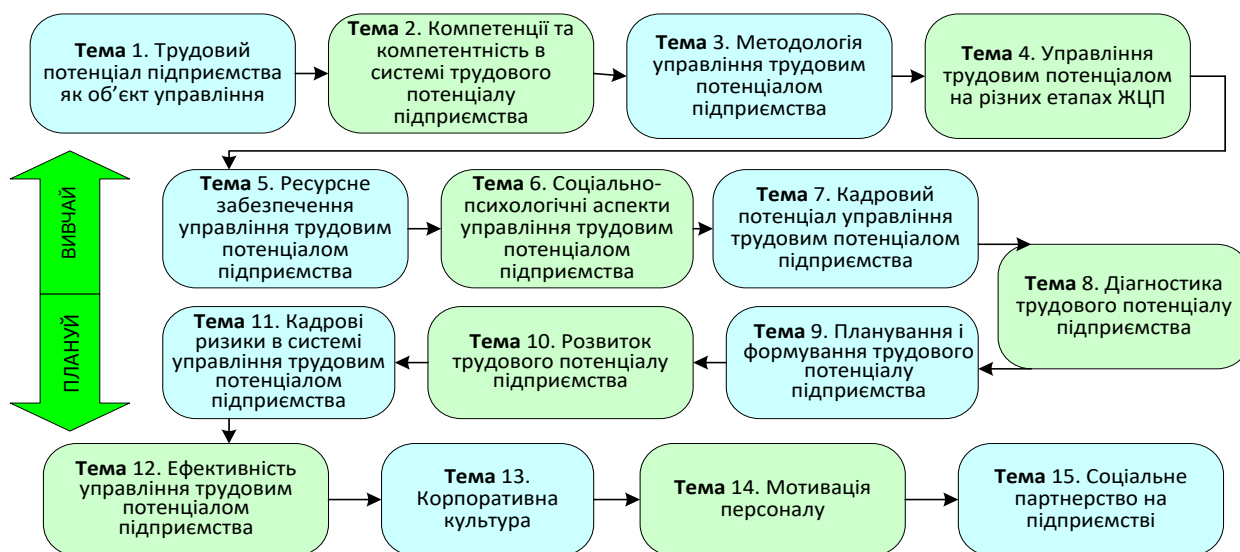 Тема 1. Трудовий
потенціал підприємства
як об’єкт управління
Тема 2. Компетенції та
компетентність в
системі трудового
потенціалу
підприємства
Тема 3. Методологія
управління трудовим
потенціалом
підприємства
Тема 4. Управління
трудовим потенціалом
на різних етапах ЖЦП
ВИВЧАЙ
ПЛАНУЙ
Тема 5. Ресурсне
забезпечення
управління трудовим
потенціалом
підприємства
Тема 6. Соціально-
психологічні аспекти
управління трудовим
потенціалом
підприємства
Тема 7. Кадровий
потенціал управління
трудовим потенціалом
підприємства
Тема 8. Діагностика
трудового потенціалу
підприємства
Тема 9. Планування і
формування трудового
потенціалу
підприємства
Тема 10. Розвиток
трудового потенціалу
підприємства
Тема 11. Кадрові
ризики в системі
управління трудовим
потенціалом
підприємства
Тема 12. Ефективність
управління трудовим
потенціалом
підприємства
Тема 13.
Корпоративна
культура
Тема 14. Мотивація
персоналу
Тема 15. Соціальне
партнерство на
підприємстві